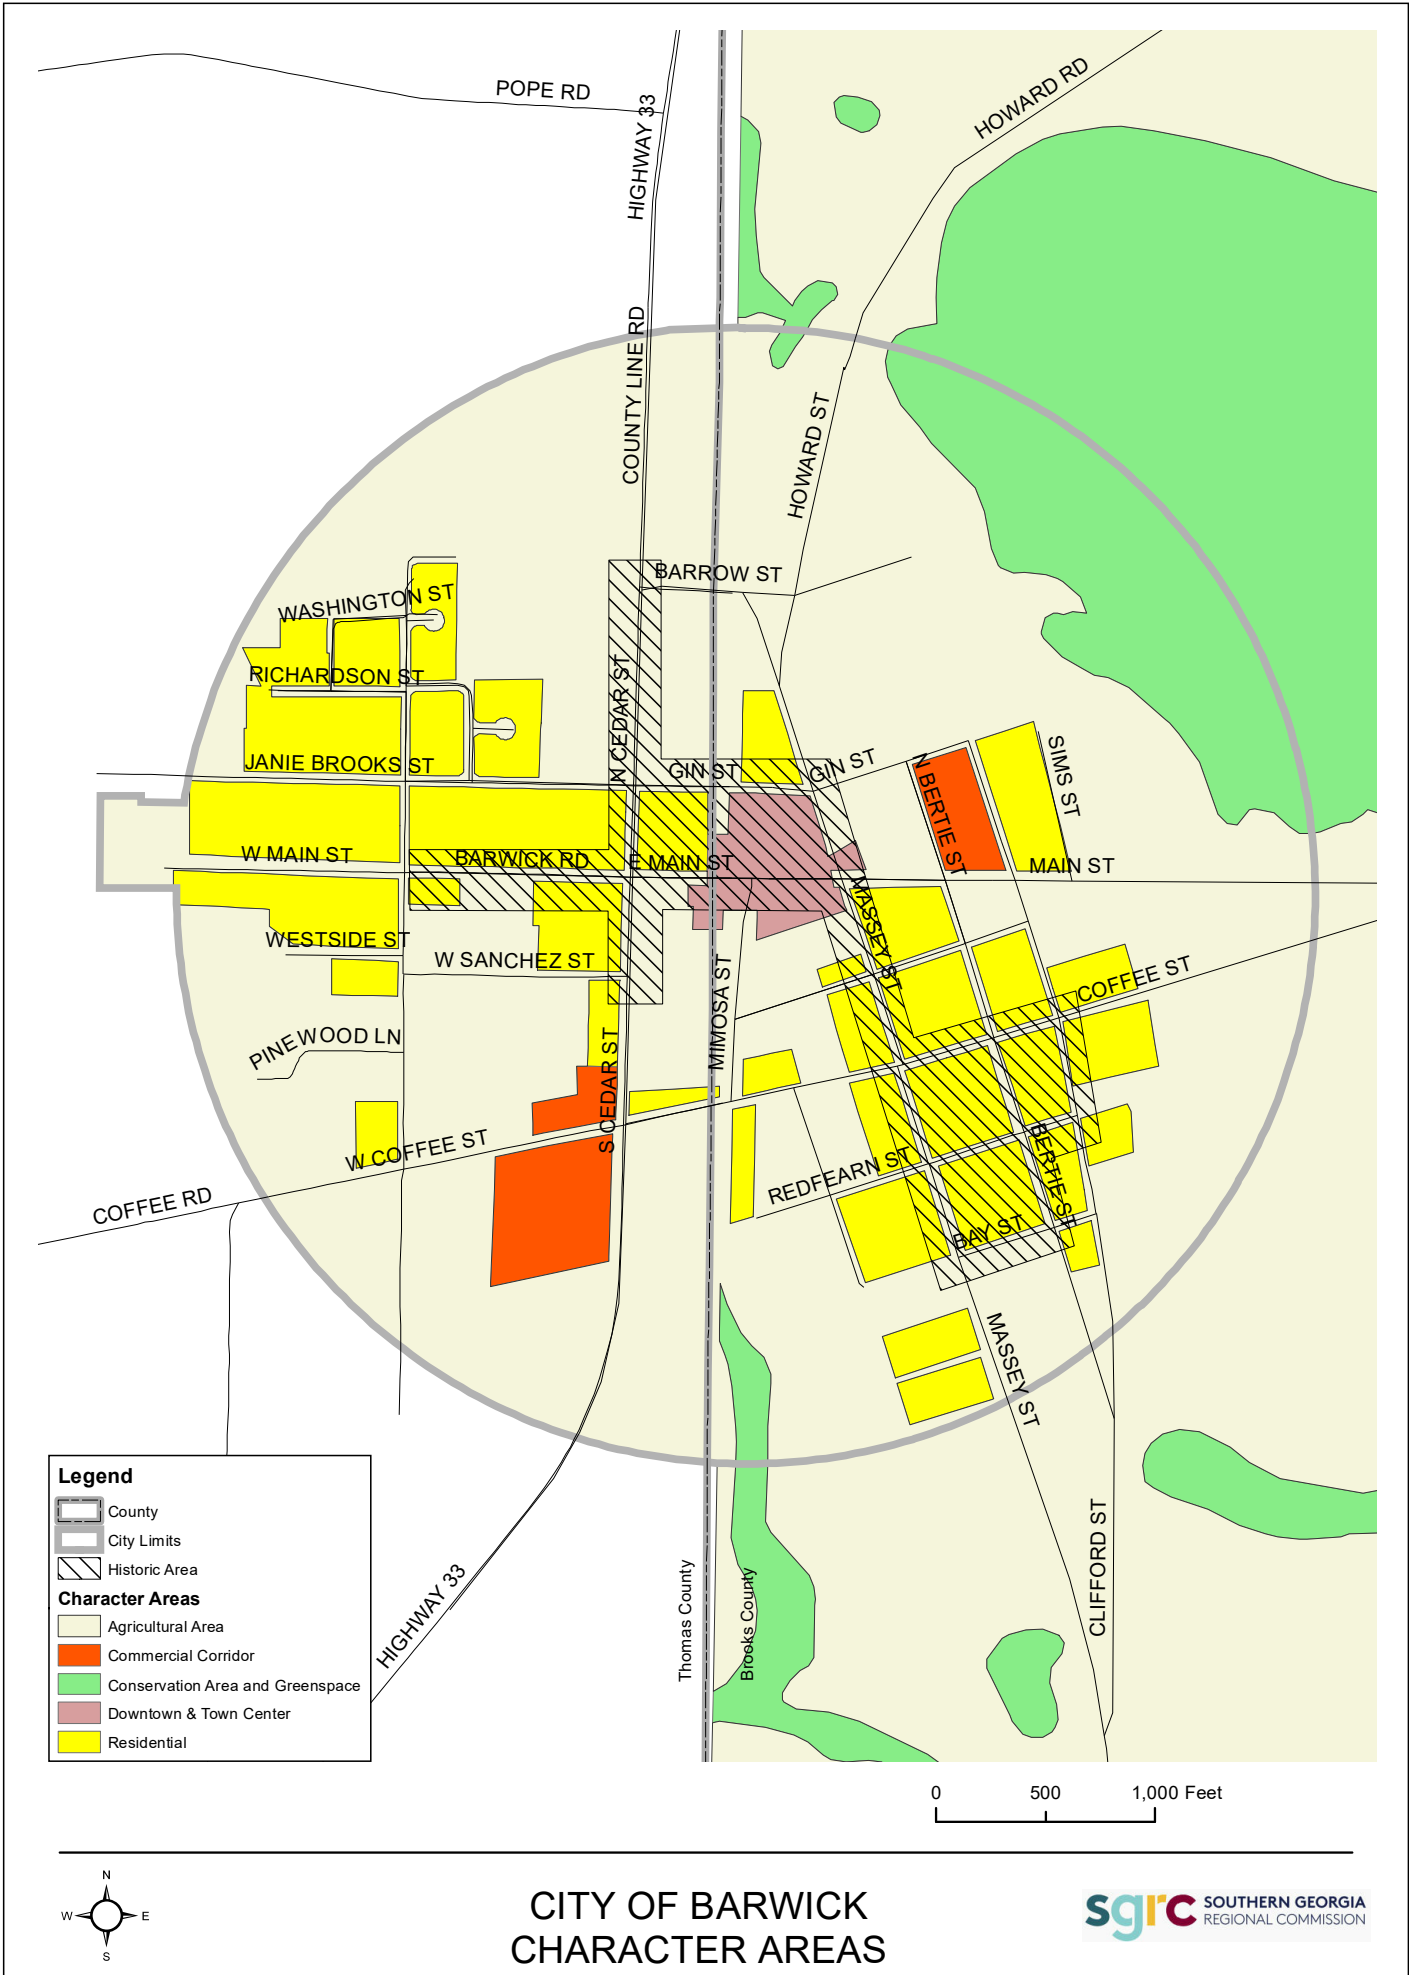 POPE RD
HOWARD RD
HIGHWAY 33
COUNTY LINE RD
HOWARD ST
BARROW ST
WASHINGTON ST
RICHARDSON ST
N CEDAR ST
JANIE BROOKS ST
GIN ST
GIN ST
SIMS ST
N BERTIE ST
W MAIN ST
BARWICK RD
E MAIN ST
MAIN ST
MASSEY ST
WESTSIDE ST
W SANCHEZ ST
MIMOSA ST
COFFEE ST
PINEWOOD LN
S CEDAR ST
W COFFEE ST
REDFEARN ST
BERTIE ST
COFFEE RD
BAY ST
MASSEY ST
HIGHWAY 33
CLIFFORD ST
Thomas County
Brooks County
Legend
County
City Limits
Historic Area
Character Areas
Agricultural Area
Commercial Corridor
Conservation Area and Greenspace
Downtown & Town Center
Residential
0 500 1,000 Feet
N
W E
S
CITY OF BARWICK
CHARACTER AREAS
sgrc SOUTHERN GEORGIA
REGIONAL COMMISSION